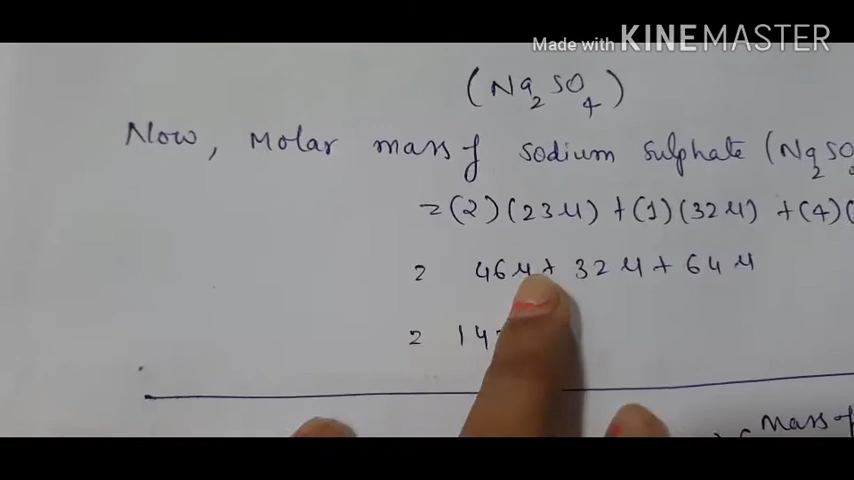 Made with KINEMASTER
(Na2SO4)
Now, Molar mass of sodium sulphate (Na2SO
=(2)(23u) +(1)(32u) +(4)(
= 46u+ 32u + 64u
= 14
Mass of